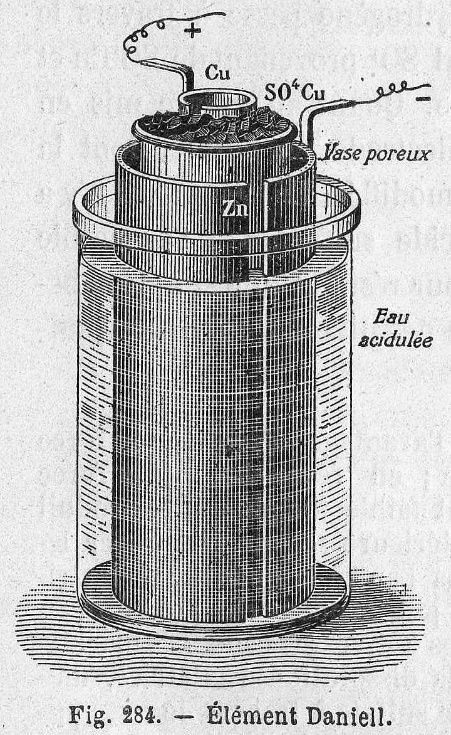 +
Cu
SO⁴Cu
−
Vase poreux
Zn
Eau
acidulée
Fig. 284. — Élément Daniell.